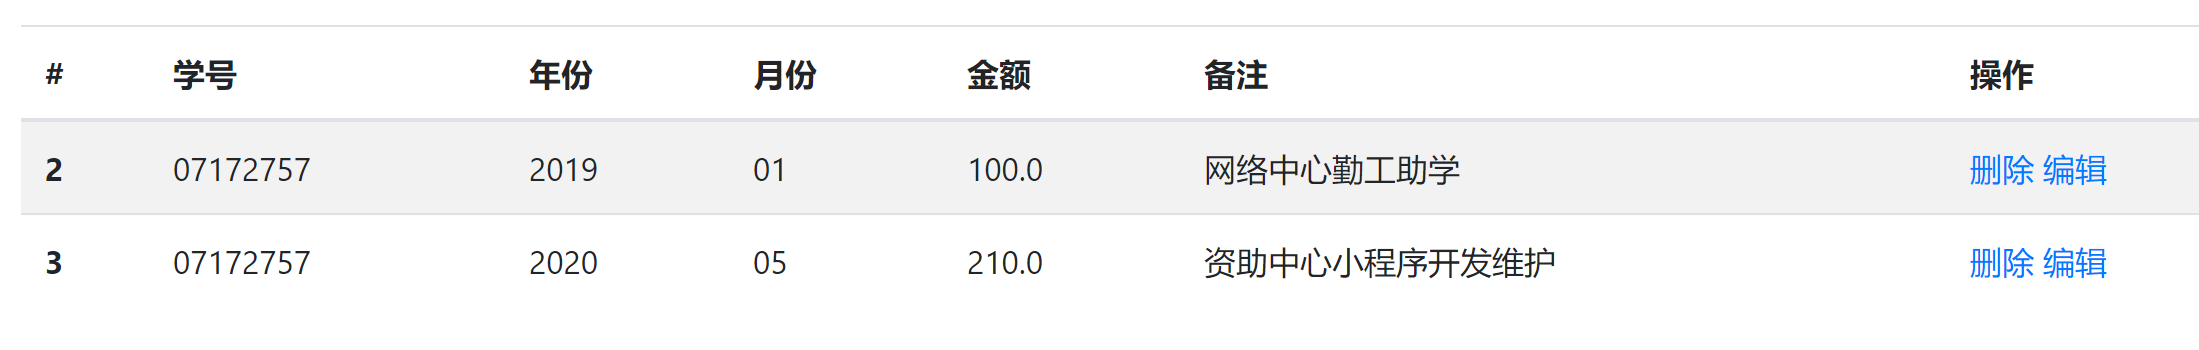 # 学号 年份 月份 金额 备注 操作
2 07172757 2019 01 100.0 网络中心勤工助学 删除 编辑
3 07172757 2020 05 210.0 资助中心小程序开发维护 删除 编辑